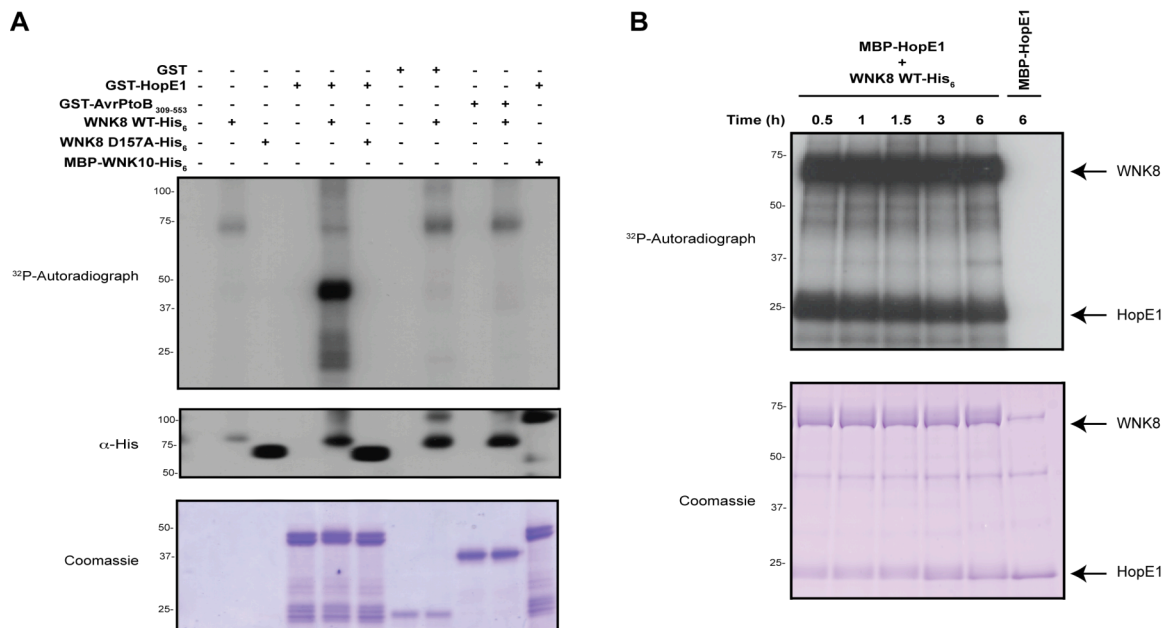 A
GST - - - - - - + + - - -
GST-HopE1 - - - + + + - - - - +
GST-AvrPtoB 309-553 - - - - - - - - + + -
WNK8 WT-His6 - + - - + - - + - + -
WNK8 D157A-His6 - - + - - + - - - - -
MBP-WNK10-His6 - - - - - - - - - - +
100-
75-
50-
37-
25-
32P-Autoradiograph
100-
75-
50-
α-His
50-
37-
25-
Coomassie
B
MBP-HopE1
+
WNK8 WT-His6
MBP-HopE1
Time (h) 0.5 1 1.5 3 6 6
75-
50-
37-
25-
32P-Autoradiograph
WNK8
HopE1
75-
50-
37-
25-
Coomassie
WNK8
HopE1